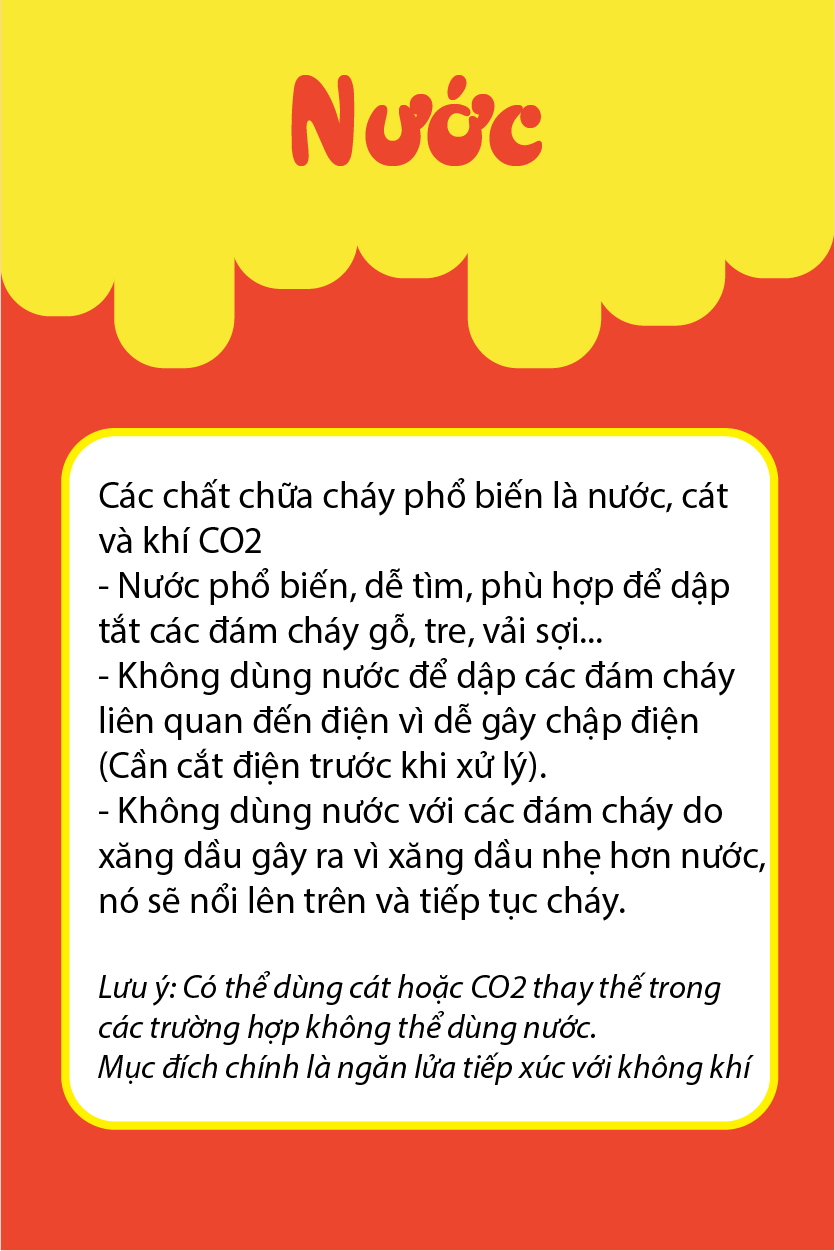 Nước
Các chất chữa cháy phổ biến là nước, cát
và khí CO2
- Nước phổ biến, dễ tìm, phù hợp để dập
tắt các đám cháy gỗ, tre, vải sợi...
- Không dùng nước để dập các đám cháy
liên quan đến điện vì dễ gây chập điện
(Cần cắt điện trước khi xử lý).
- Không dùng nước với các đám cháy do
xăng dầu gây ra vì xăng dầu nhẹ hơn nước,
nó sẽ nổi lên trên và tiếp tục cháy.
Lưu ý: Có thể dùng cát hoặc CO2 thay thế trong
các trường hợp không thể dùng nước.
Mục đích chính là ngăn lửa tiếp xúc với không khí